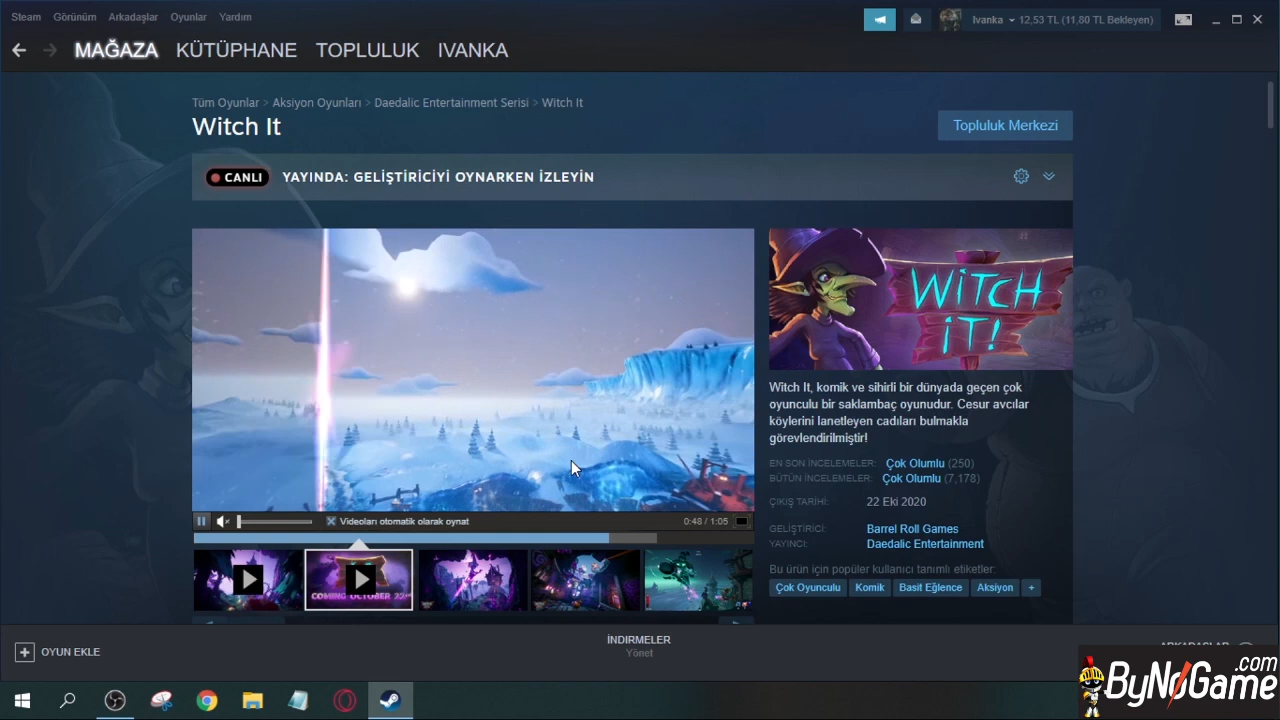 Steam Görünüm Arkadaşlar Oyunlar Yardım
Ivanka 12,53 TL (11,80 TL Bekleyen)
MAĞAZA KÜTÜPHANE TOPLULUK IVANKA
Tüm Oyunlar > Aksiyon Oyunları > Daedalic Entertainment Serisi > Witch It
Witch It
Topluluk Merkezi
CANLI YAYINDA: GELİŞTİRİCİYİ OYNARKEN İZLEYİN
WiTCH
iT!
Witch It, komik ve sihirli bir dünyada geçen çok
oyunculu bir saklambaç oyunudur. Cesur avcılar
köylerini lanetleyen cadıları bulmakla
görevlendirilmiştir!
EN SON İNCELEMELER: Çok Olumlu (250)
BÜTÜN İNCELEMELER: Çok Olumlu (7,178)
ÇIKIŞ TARİHİ: 22 Eki 2020
GELİŞTİRİCİ: Barrel Roll Games
YAYINCI: Daedalic Entertainment
Bu ürün için popüler kullanıcı tanımlı etiketler:
Çok Oyunculu Komik Basit Eğlence Aksiyon +
Videoları otomatik olarak oynat 0:48 / 1:05
COMING OCTOBER 22
OYUN EKLE
İNDİRMELER
Yönet
ByNoGame.com